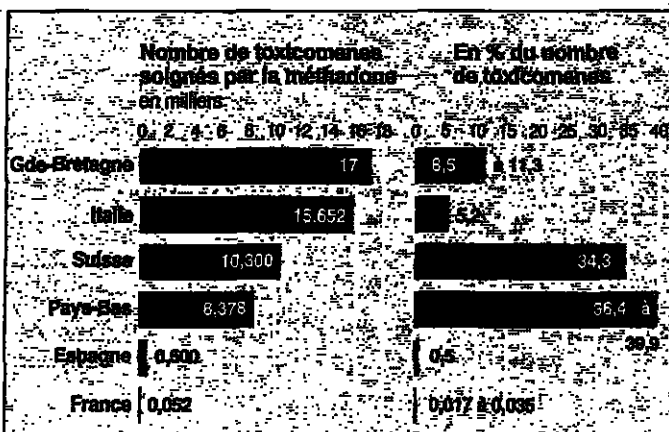 Nombre de toxicomanes
soignés par la méthadone
en milliers
En % du nombre
de toxicomanes
0 2 4 6 8 10 12 14 16 18
0 5 10 15 20 25 30 35 40
Gde-Bretagne 17 6,5 à 11,3
Italie 15.652 5,2
Suisse 10,300 34,3
Pays-Bas 8,378 36,4 à
39,9
Espagne 0,600 0,5
France 0,052 0,017 à 0,035